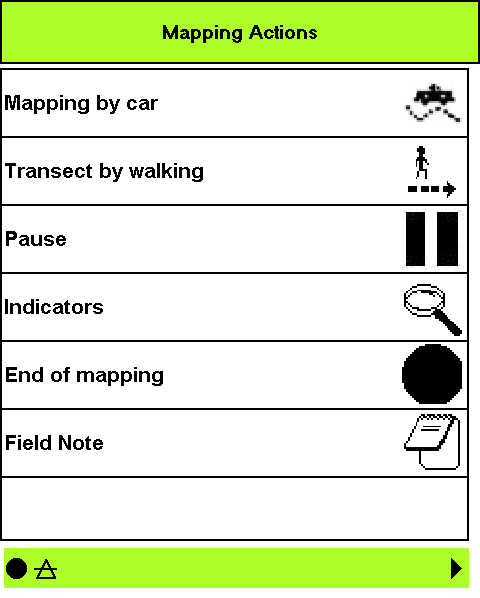 Mapping Actions
Mapping by car
Transect by walking
Pause
Indicators
End of mapping
Field Note